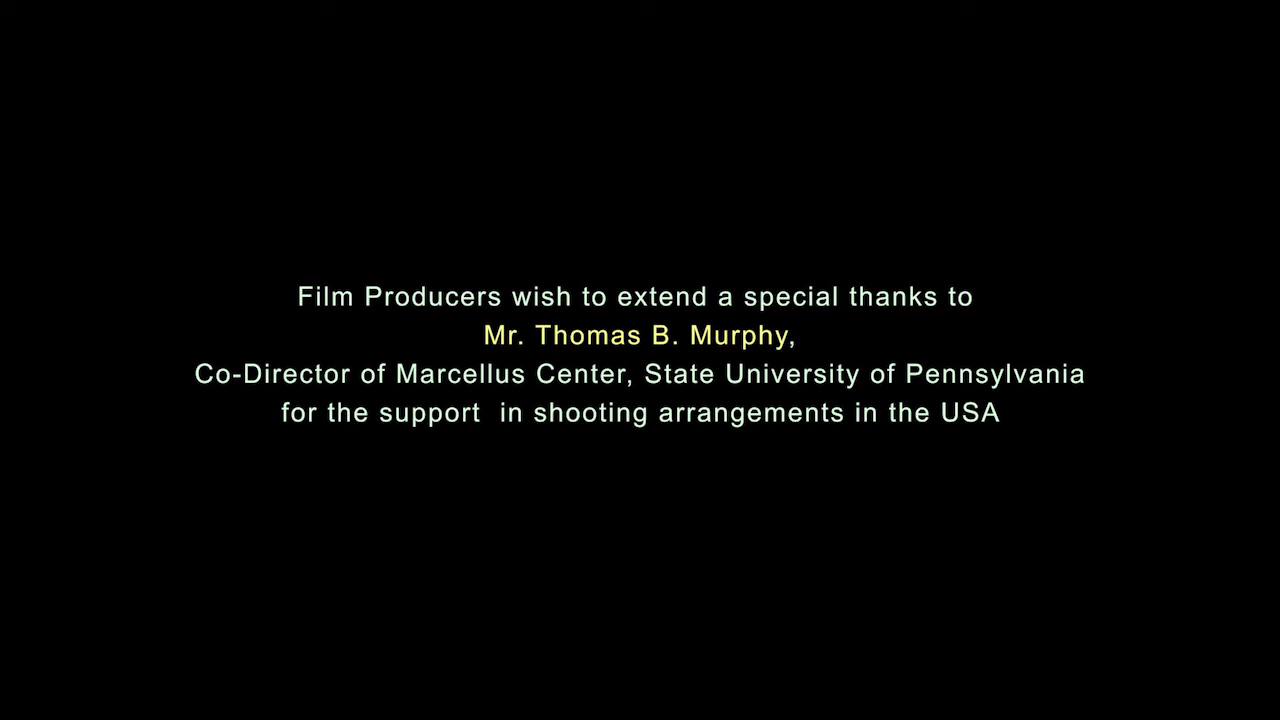 Film Producers wish to extend a special thanks to
Mr. Thomas B. Murphy,
Co-Director of Marcellus Center, State University of Pennsylvania
for the support  in shooting arrangements in the USA